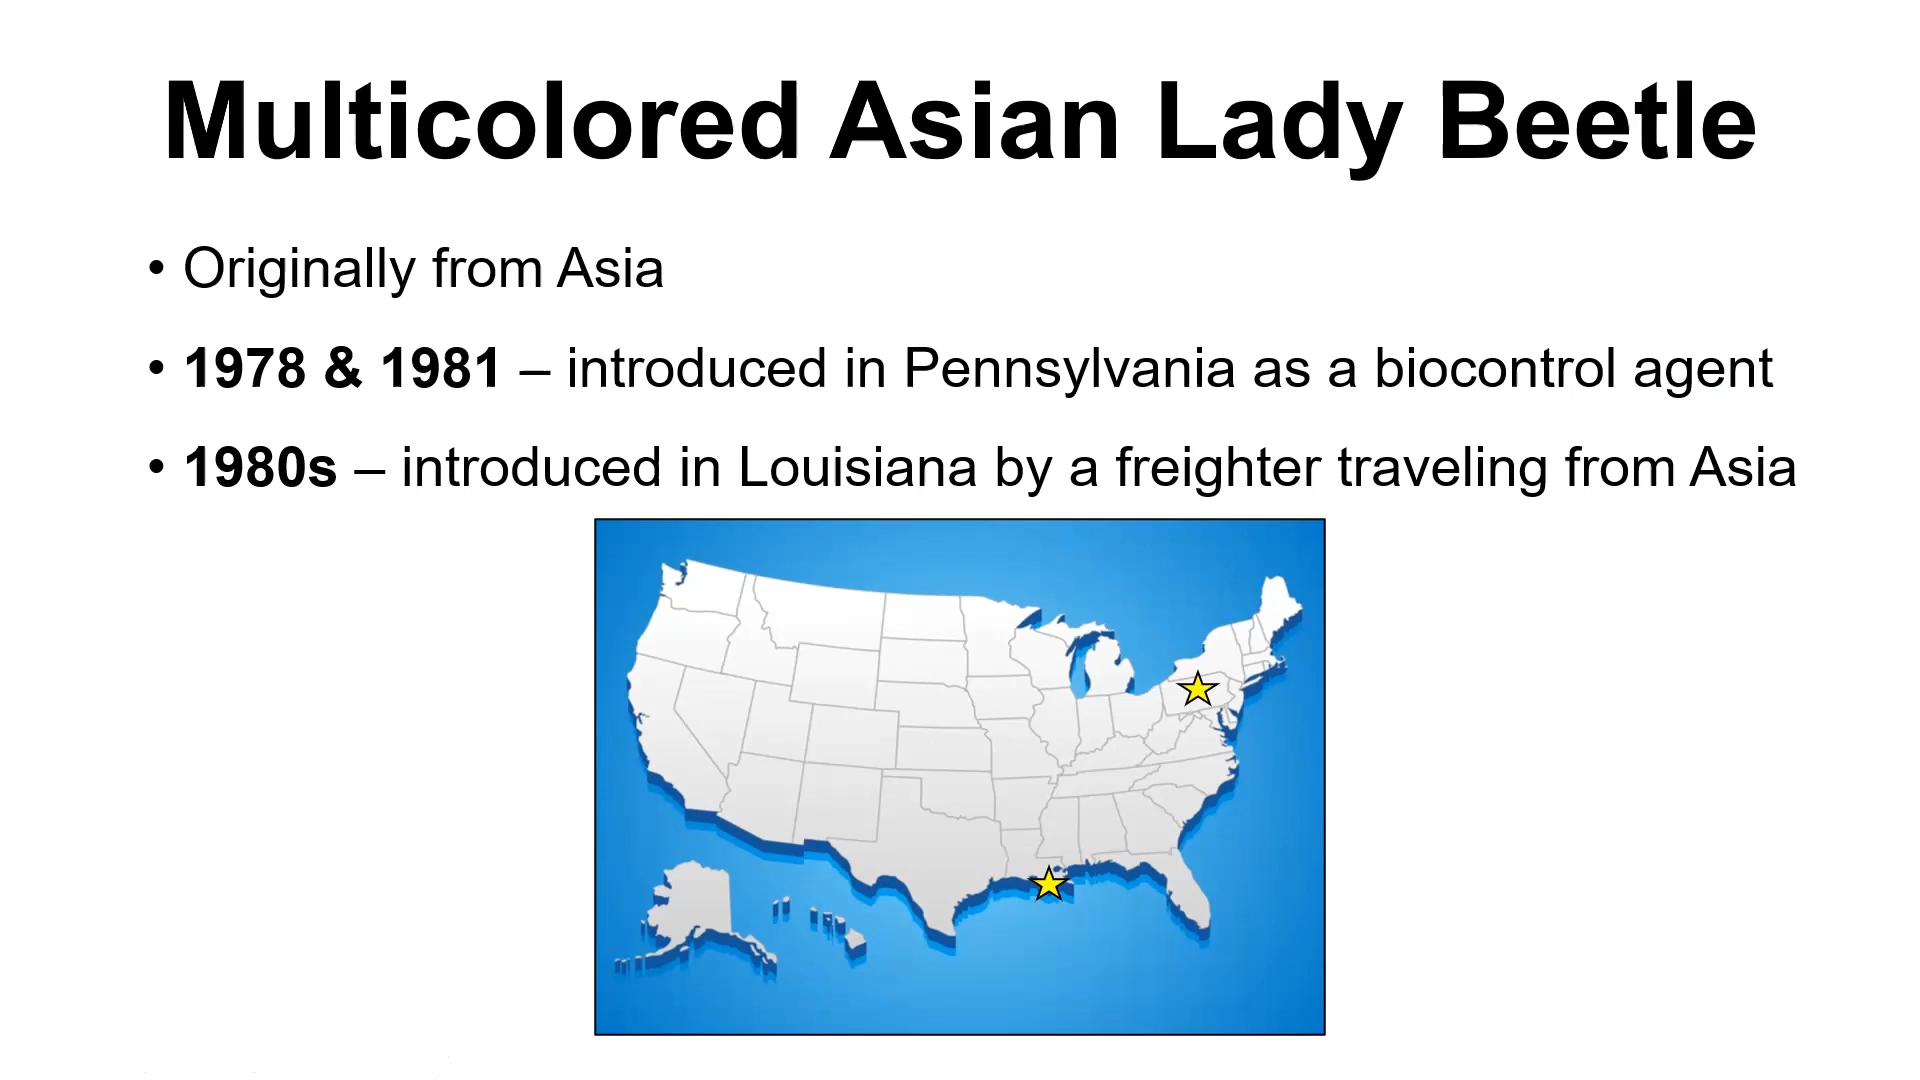 Multicolored Asian Lady Beetle
• Originally from Asia
• 1978 & 1981 – introduced in Pennsylvania as a biocontrol agent
• 1980s – introduced in Louisiana by a freighter traveling from Asia